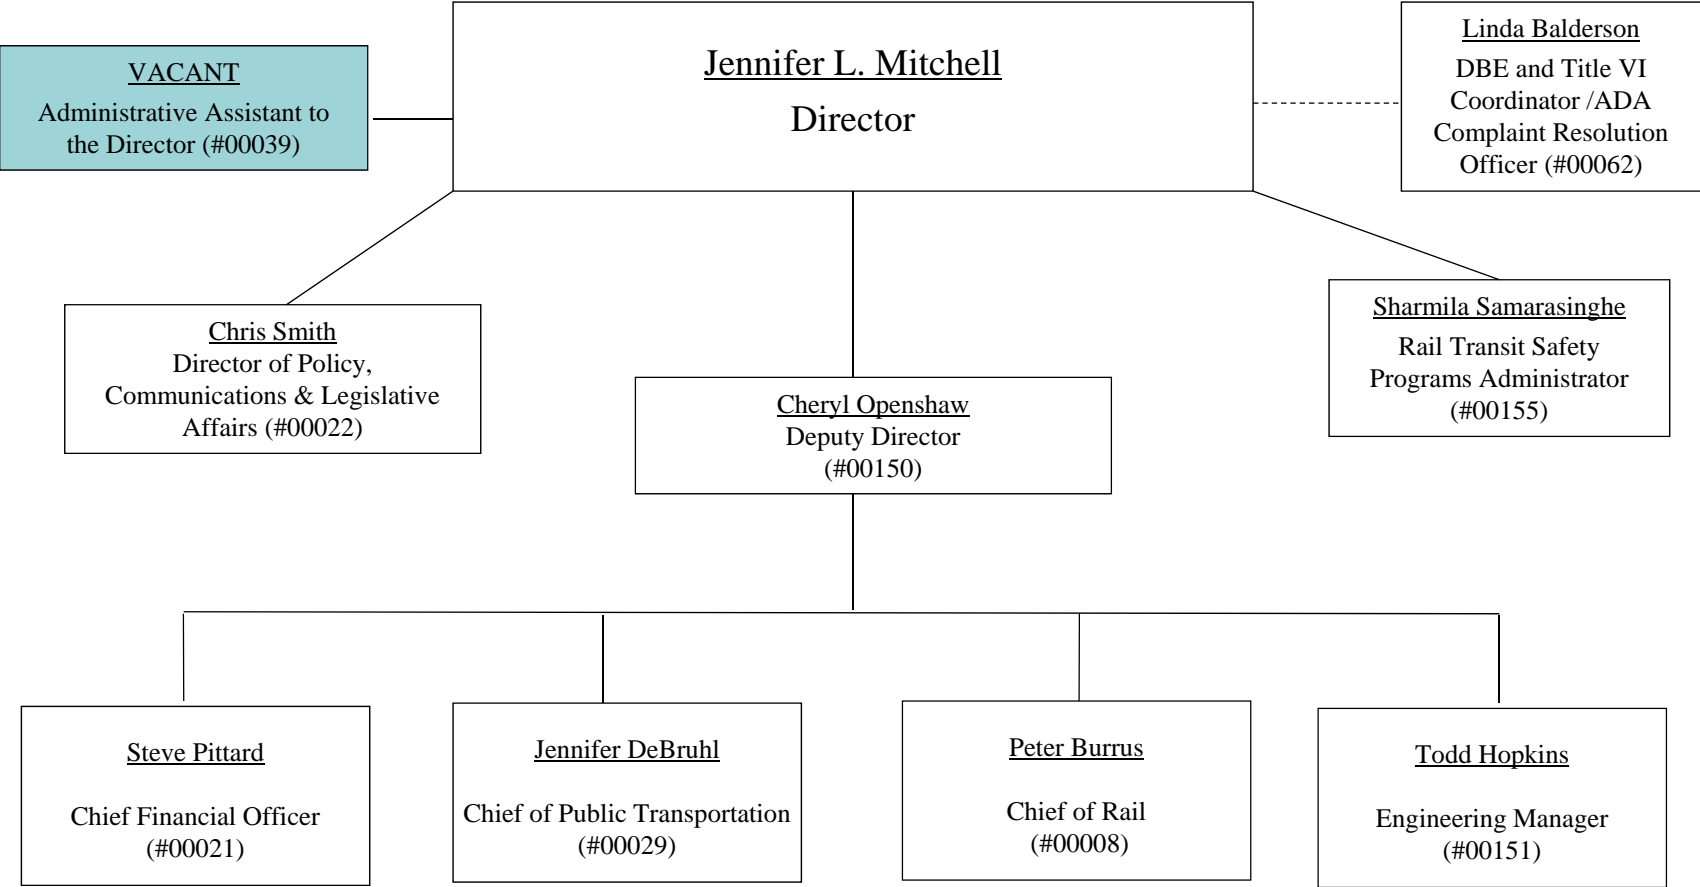 VACANT
Administrative Assistant to
the Director (#00039)
Jennifer L. Mitchell
Director
Linda Balderson
DBE and Title VI
Coordinator /ADA
Complaint Resolution
Officer (#00062)
Chris Smith
Director of Policy,
Communications & Legislative
Affairs (#00022)
Cheryl Openshaw
Deputy Director
(#00150)
Sharmila Samarasinghe
Rail Transit Safety
Programs Administrator
(#00155)
Steve Pittard
Chief Financial Officer
(#00021)
Jennifer DeBruhl
Chief of Public Transportation
(#00029)
Peter Burrus
Chief of Rail
(#00008)
Todd Hopkins
Engineering Manager
(#00151)